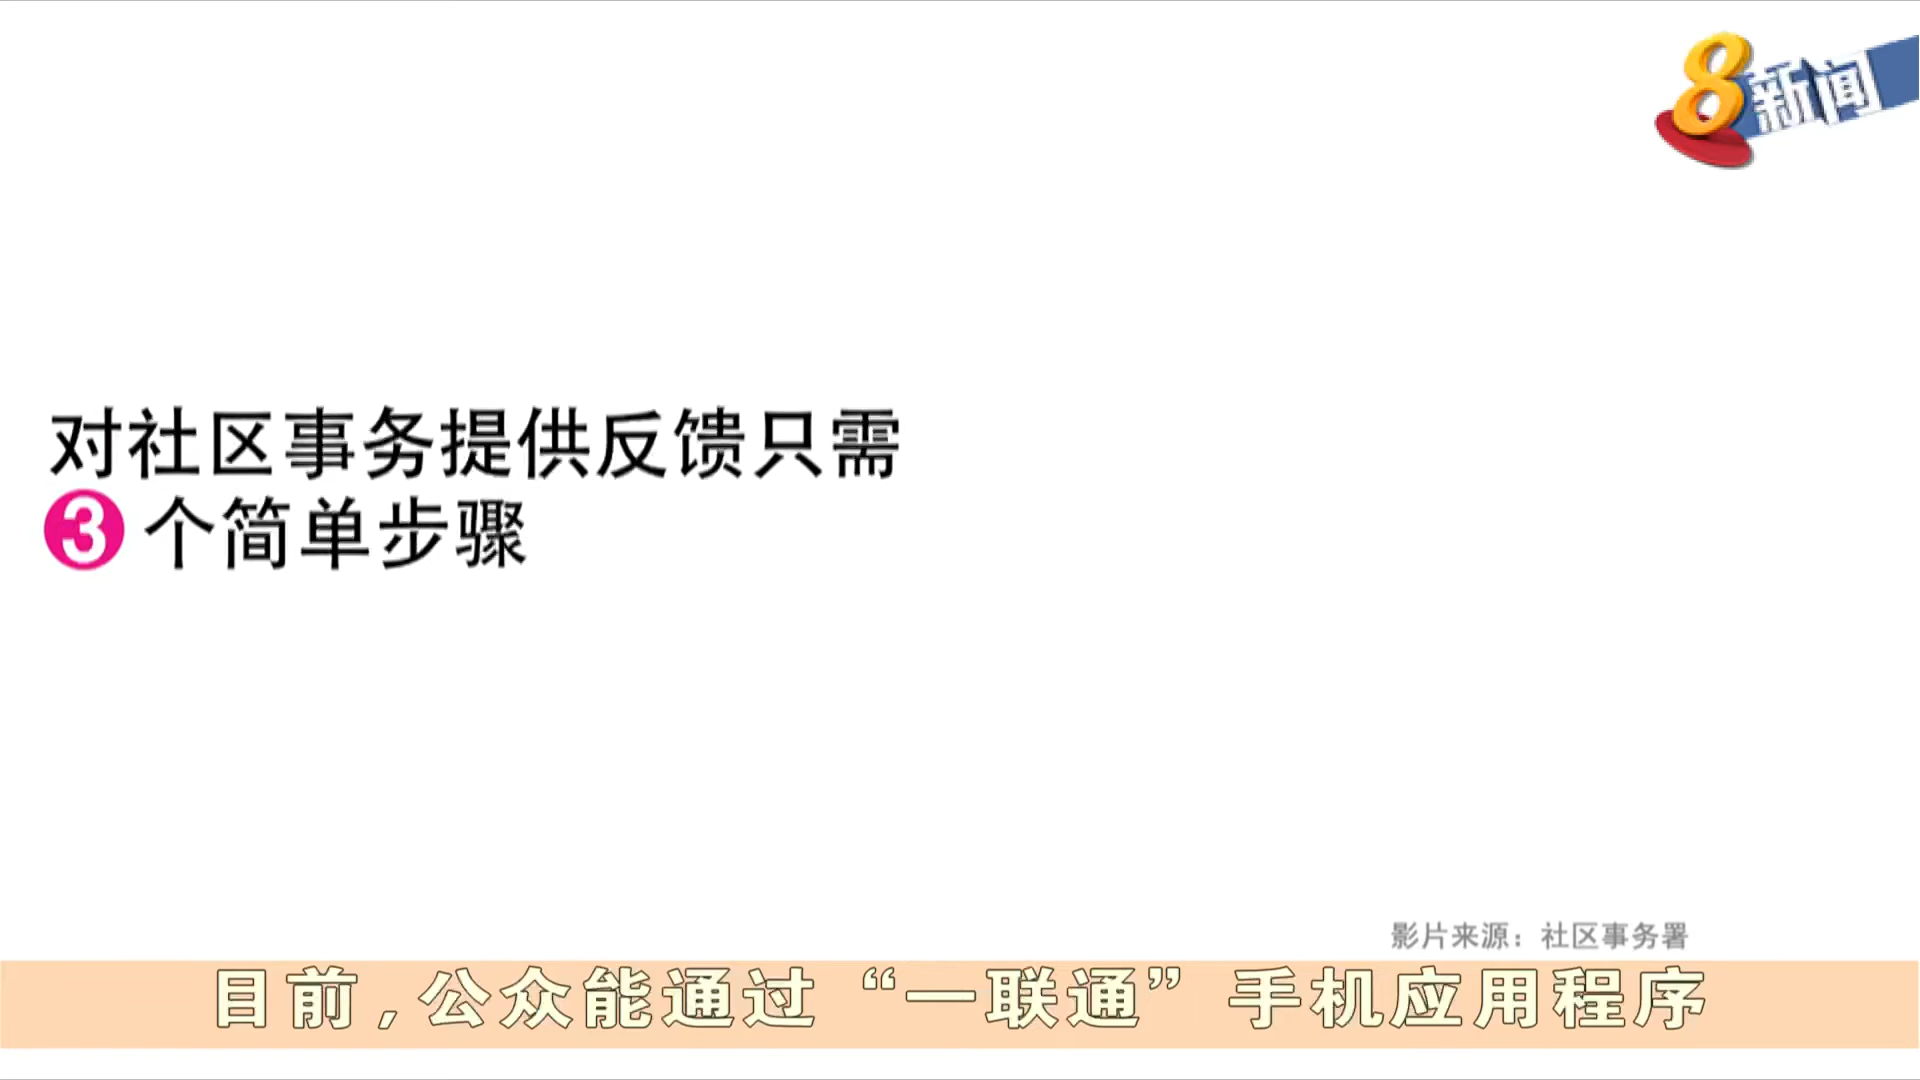 8新闻
对社区事务提供反馈只需
3 个简单步骤
影片来源：社区事务署
目前，公众能通过“一联通”手机应用程序